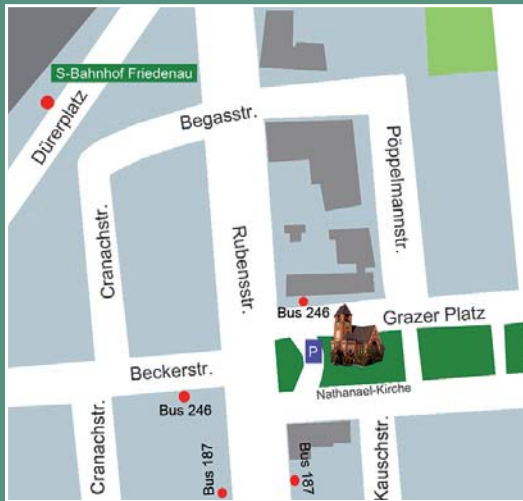 S-Bahnhof Friedenau
Dürerplatz
Begasstr.
Pöppelmannstr.
Cranachstr.
Rubensstr.
Bus 246
Grazer Platz
P
Beckerstr.
Nathanael-Kirche
Bus 246
Cranachstr.
Bus 187
Bus 187
Kauschstr.